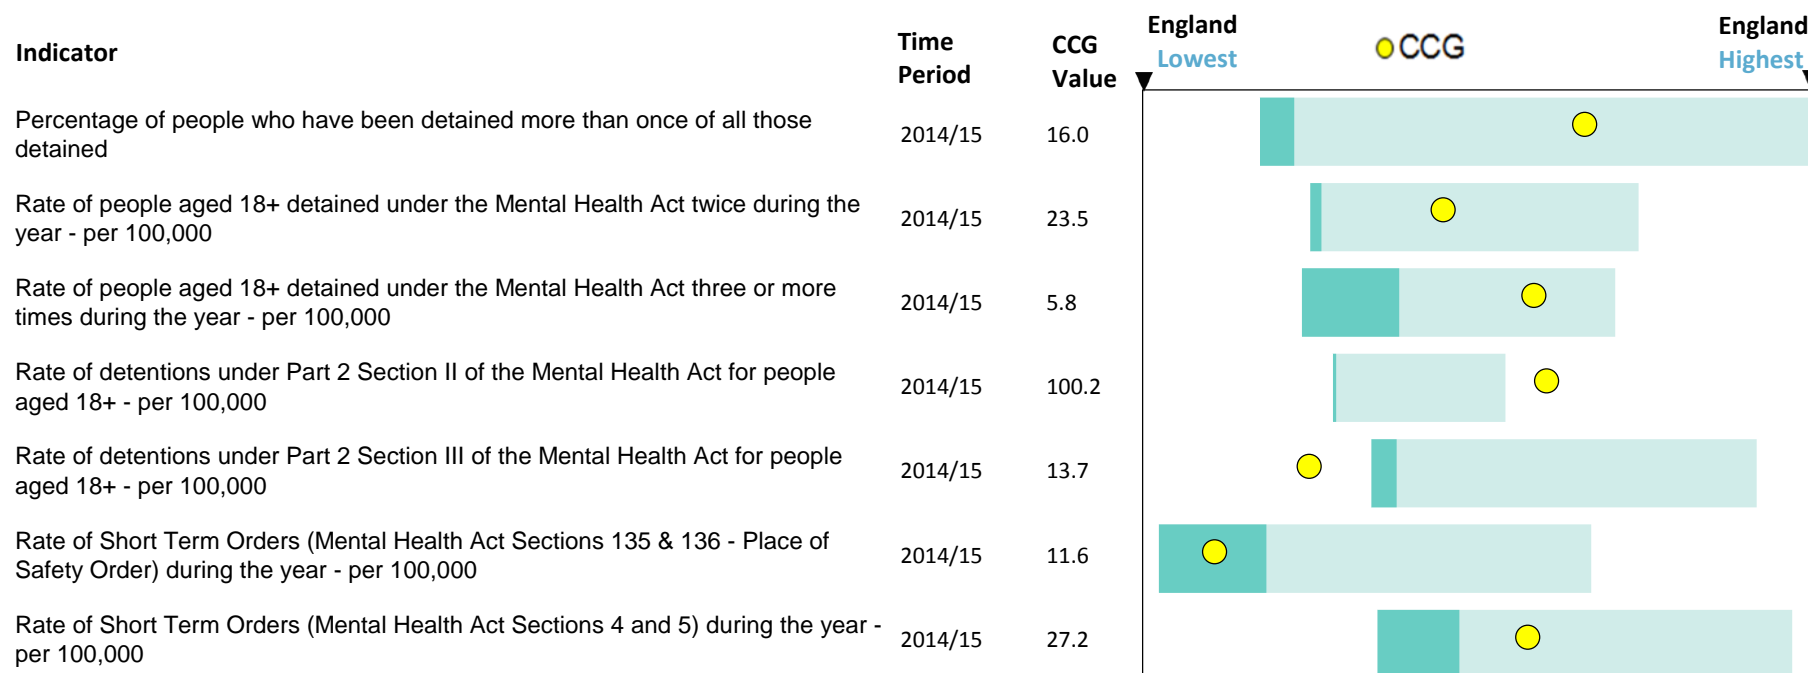 Indicator
Time
Period
CCG
Value
England
Lowest
CCG
England
Highest
Percentage of people who have been detained more than once of all those
detained
2014/15
16.0
Rate of people aged 18+ detained under the Mental Health Act twice during the
year - per 100,000
2014/15
23.5
Rate of people aged 18+ detained under the Mental Health Act three or more
times during the year - per 100,000
2014/15
5.8
Rate of detentions under Part 2 Section II of the Mental Health Act for people
aged 18+ - per 100,000
2014/15
100.2
Rate of detentions under Part 2 Section III of the Mental Health Act for people
aged 18+ - per 100,000
2014/15
13.7
Rate of Short Term Orders (Mental Health Act Sections 135 & 136 - Place of
Safety Order) during the year - per 100,000
2014/15
11.6
Rate of Short Term Orders (Mental Health Act Sections 4 and 5) during the year -
per 100,000
2014/15
27.2